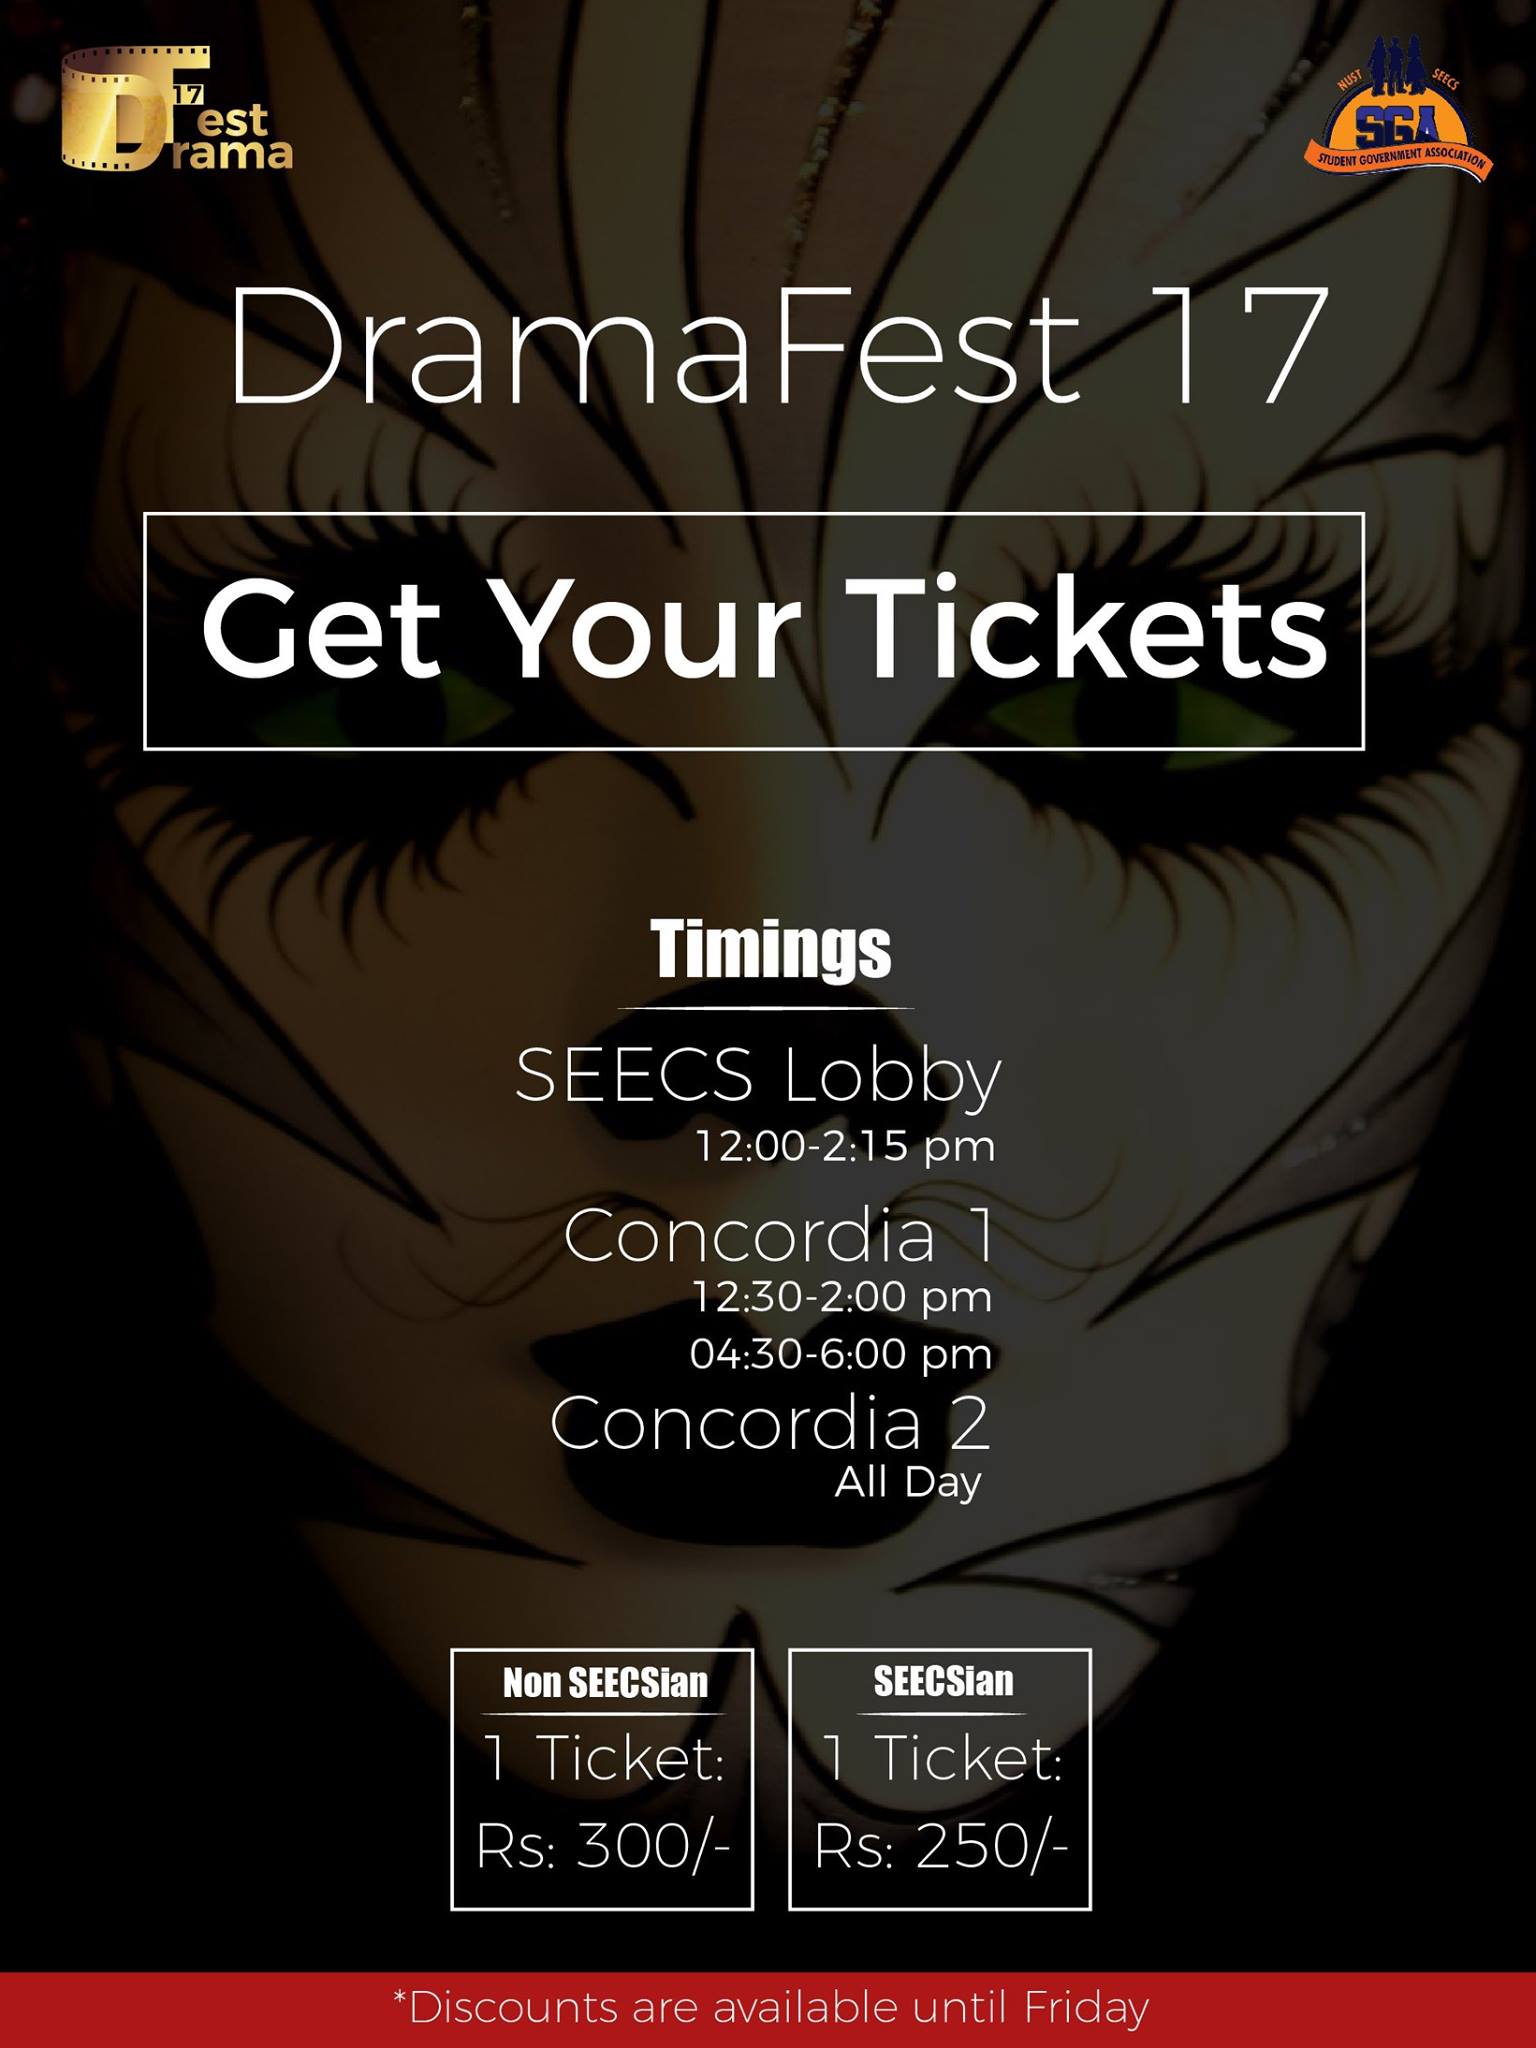 17
Fest
Drama
NUST SEECS
SGA
STUDENT GOVERNMENT ASSOCIATION
DramaFest 17
Get Your Tickets
Timings
SEECS Lobby
12:00-2:15 pm
Concordia 1
12:30-2:00 pm
04:30-6:00 pm
Concordia 2
All Day
Non SEECSian
1 Ticket:
Rs: 300/-
SEECSian
1 Ticket:
Rs: 250/-
*Discounts are available until Friday